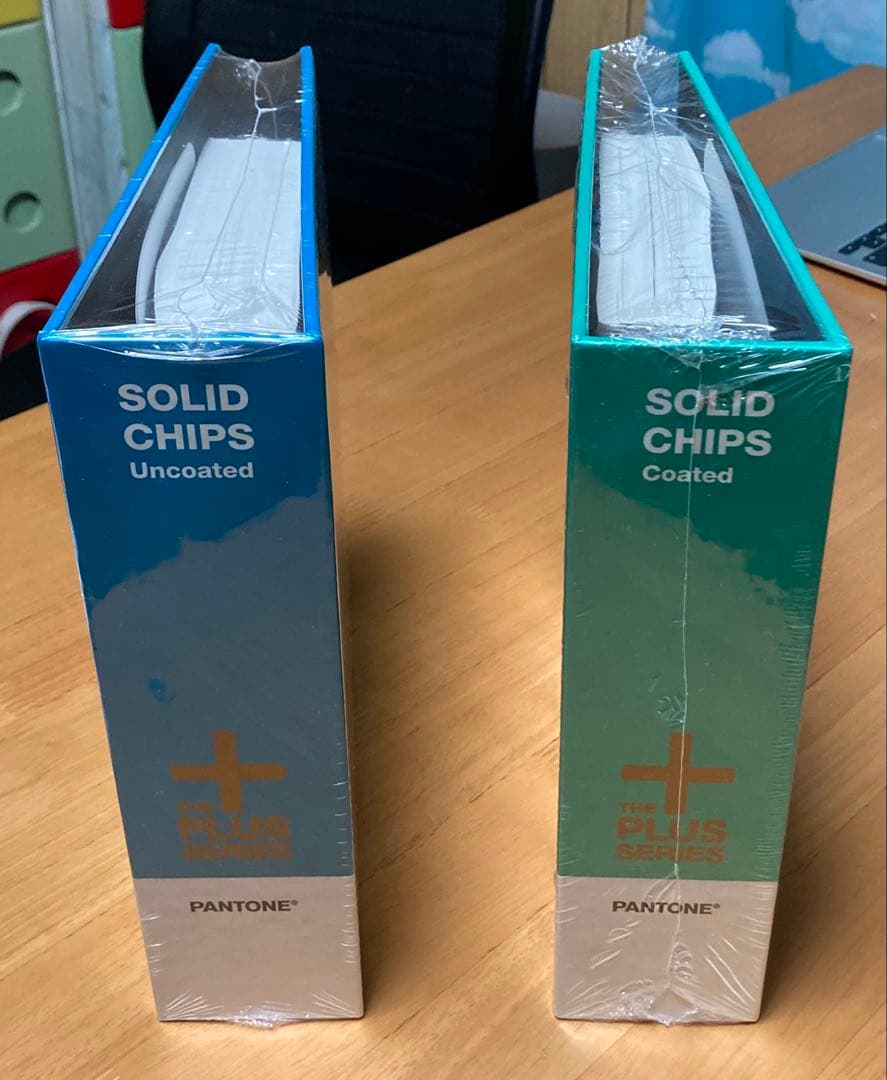 SOLID
CHIPS
Uncoated
THE
PLUS
SERIES
PANTONE®
SOLID
CHIPS
Coated
THE
PLUS
SERIES
PANTONE®